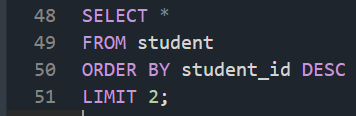 48 SELECT *
49 FROM student
50 ORDER BY student_id DESC
51 LIMIT 2;